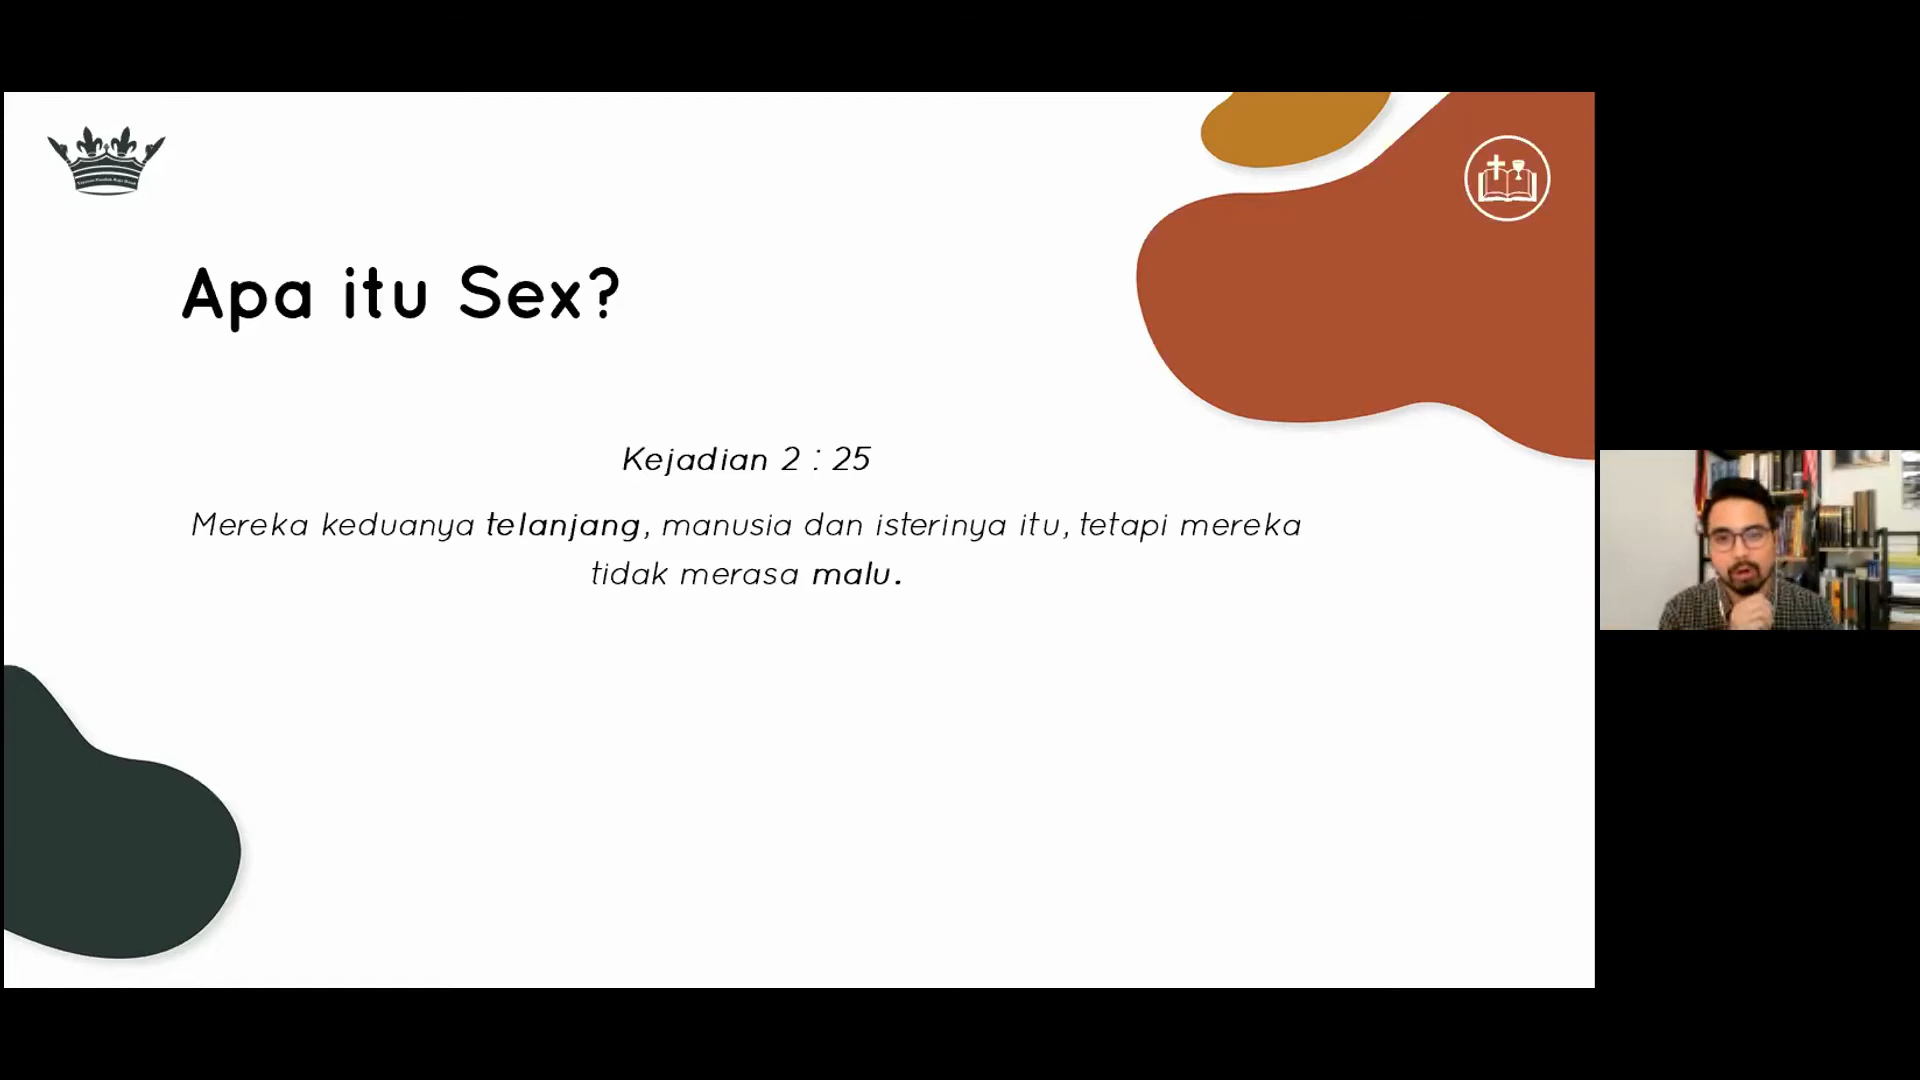 Apa itu Sex?
Kejadian 2 : 25
Mereka keduanya telanjang, manusia dan isterinya itu, tetapi mereka
tidak merasa malu.